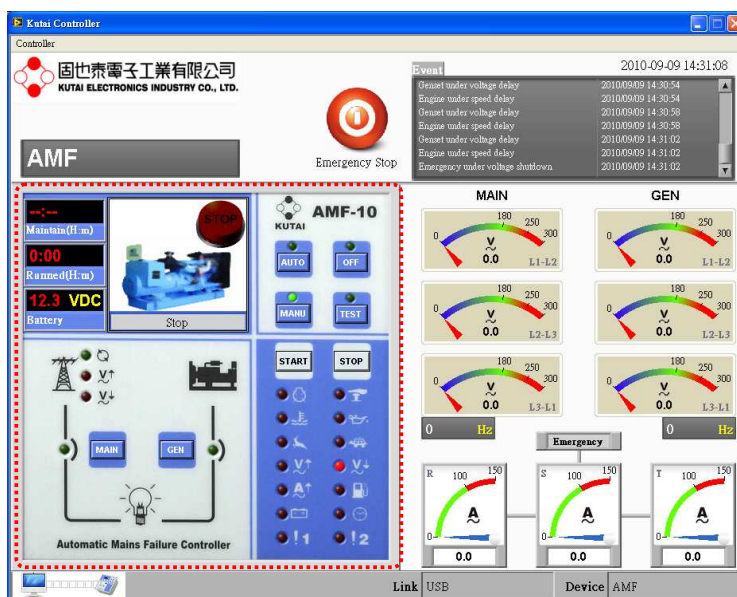 Kutai Controller
Controller
固也泰電子工業有限公司
KUTAI ELECTRONICS INDUSTRY CO., LTD.
AMF
Emergency Stop
2010-09-09 14:31:08
Event
Genset under voltage delay 2010/09/09 14:30:54
Engine under speed delay 2010/09/09 14:30:54
Genset under voltage delay 2010/09/09 14:30:58
Engine under speed delay 2010/09/09 14:30:58
Genset under voltage delay 2010/09/09 14:31:02
Engine under speed delay 2010/09/09 14:31:02
Emergency under voltage shutdown 2010/09/09 14:31:02
--:--
Maintain(H:m)
0:00
Runned(H:m)
12.3 VDC
Battery
STOP
Stop
KUTAI
AMF-10
AUTO OFF
MANU TEST
START STOP
V↑
V↓
MAIN GEN
V↑ V↓
A↑
!1 !2
Automatic Mains Failure Controller
MAIN GEN
0 180 250 300 V 0.0 L1-L2
0 180 250 300 V 0.0 L1-L2
0 180 250 300 V 0.0 L2-L3
0 180 250 300 V 0.0 L2-L3
0 180 250 300 V 0.0 L3-L1
0 180 250 300 V 0.0 L3-L1
0 Hz 0 Hz
Emergency
R 0 100 150 A 0.0
S 0 100 150 A 0.0
T 0 100 150 A 0.0
Link USB Device AMF